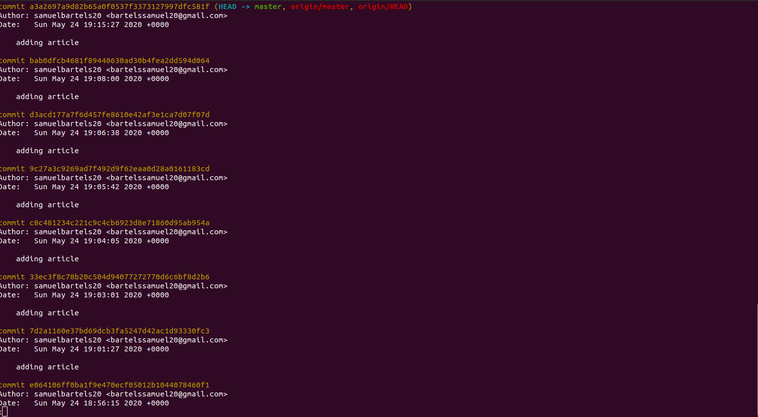 commit a3a2697a9d82b65a0f0537f3373127997dfc581f (HEAD -> master, origin/master, origin/HEAD)
Author: samuelbartels20 <bartelssamuel20@gmail.com>
Date:   Sun May 24 19:15:27 2020 +0000
adding article
commit bab0dfcb4681f89440630ad30b4fea2dd594d064
Author: samuelbartels20 <bartelssamuel20@gmail.com>
Date:   Sun May 24 19:08:00 2020 +0000
adding article
commit d3acd177a7f6d457fe8610e42af3e1ca7d07f07d
Author: samuelbartels20 <bartelssamuel20@gmail.com>
Date:   Sun May 24 19:06:38 2020 +0000
adding article
commit 9c27a3c9269ad7f492d9f62eaa0d28a0161183cd
Author: samuelbartels20 <bartelssamuel20@gmail.com>
Date:   Sun May 24 19:05:42 2020 +0000
adding article
commit c8c481234c221c9c4cb6923d8e71860d95ab954a
Author: samuelbartels20 <bartelssamuel20@gmail.com>
Date:   Sun May 24 19:04:05 2020 +0000
adding article
commit 33ec3f8c78b20c504d94077272770d6c6bf8d2b6
Author: samuelbartels20 <bartelssamuel20@gmail.com>
Date:   Sun May 24 19:03:01 2020 +0000
adding article
commit 7d2a1160e37bd69dcb3fa5247d42ac1d93330fc3
Author: samuelbartels20 <bartelssamuel20@gmail.com>
Date:   Sun May 24 19:01:27 2020 +0000
adding article
commit e064106ff0ba1f9e470ecf05012b1044078460f1
Author: samuelbartels20 <bartelssamuel20@gmail.com>
Date:   Sun May 24 18:56:15 2020 +0000
: